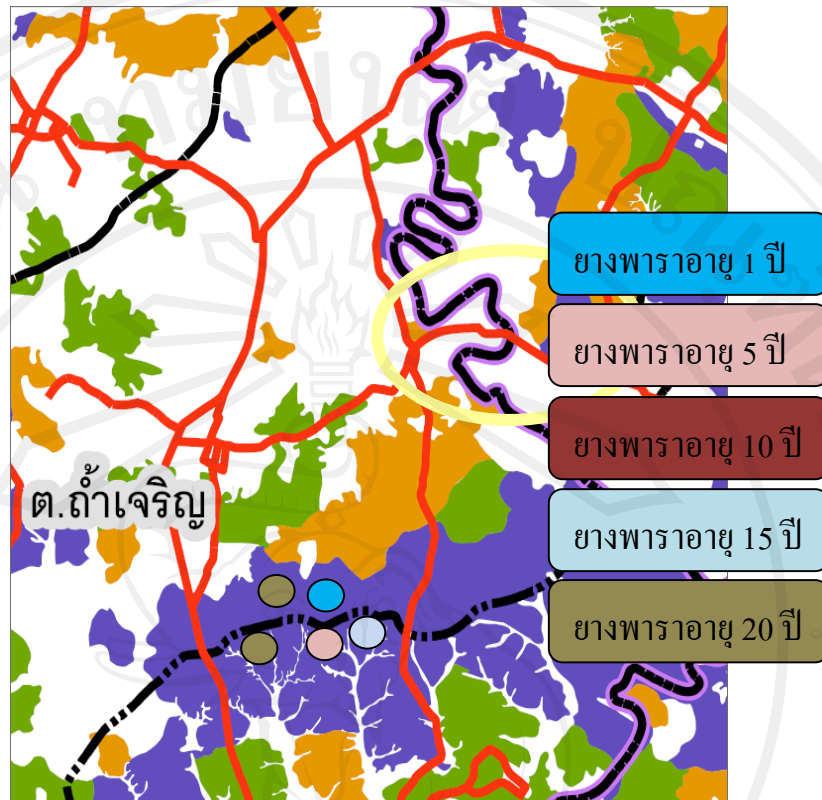 ยางพาราอายุ 1 ปี
ยางพาราอายุ 5 ปี
ยางพาราอายุ 10 ปี
ต.ถ้ำเจริญ
ยางพาราอายุ 15 ปี
ยางพาราอายุ 20 ปี